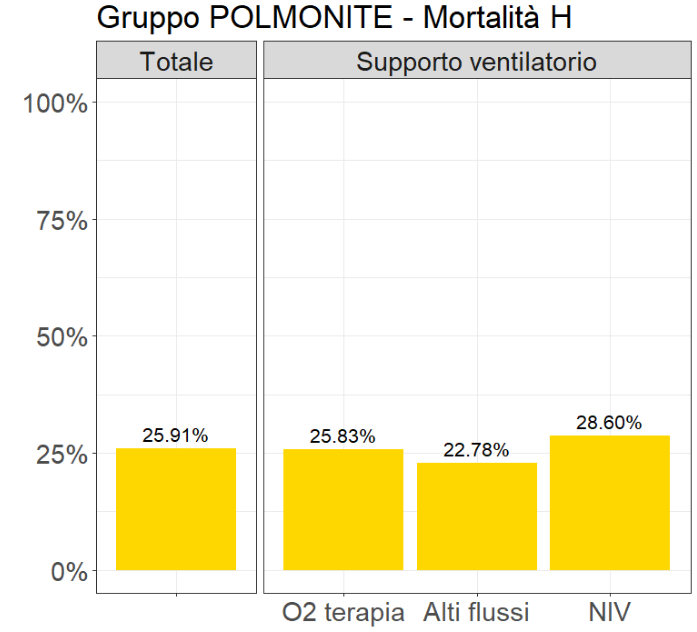 Gruppo POLMONITE - Mortalità H
Totale
Supporto ventilatorio
100%
75%
50%
25%
0%
25.91%
25.83%
22.78%
28.60%
O2 terapia
Alti flussi
NIV